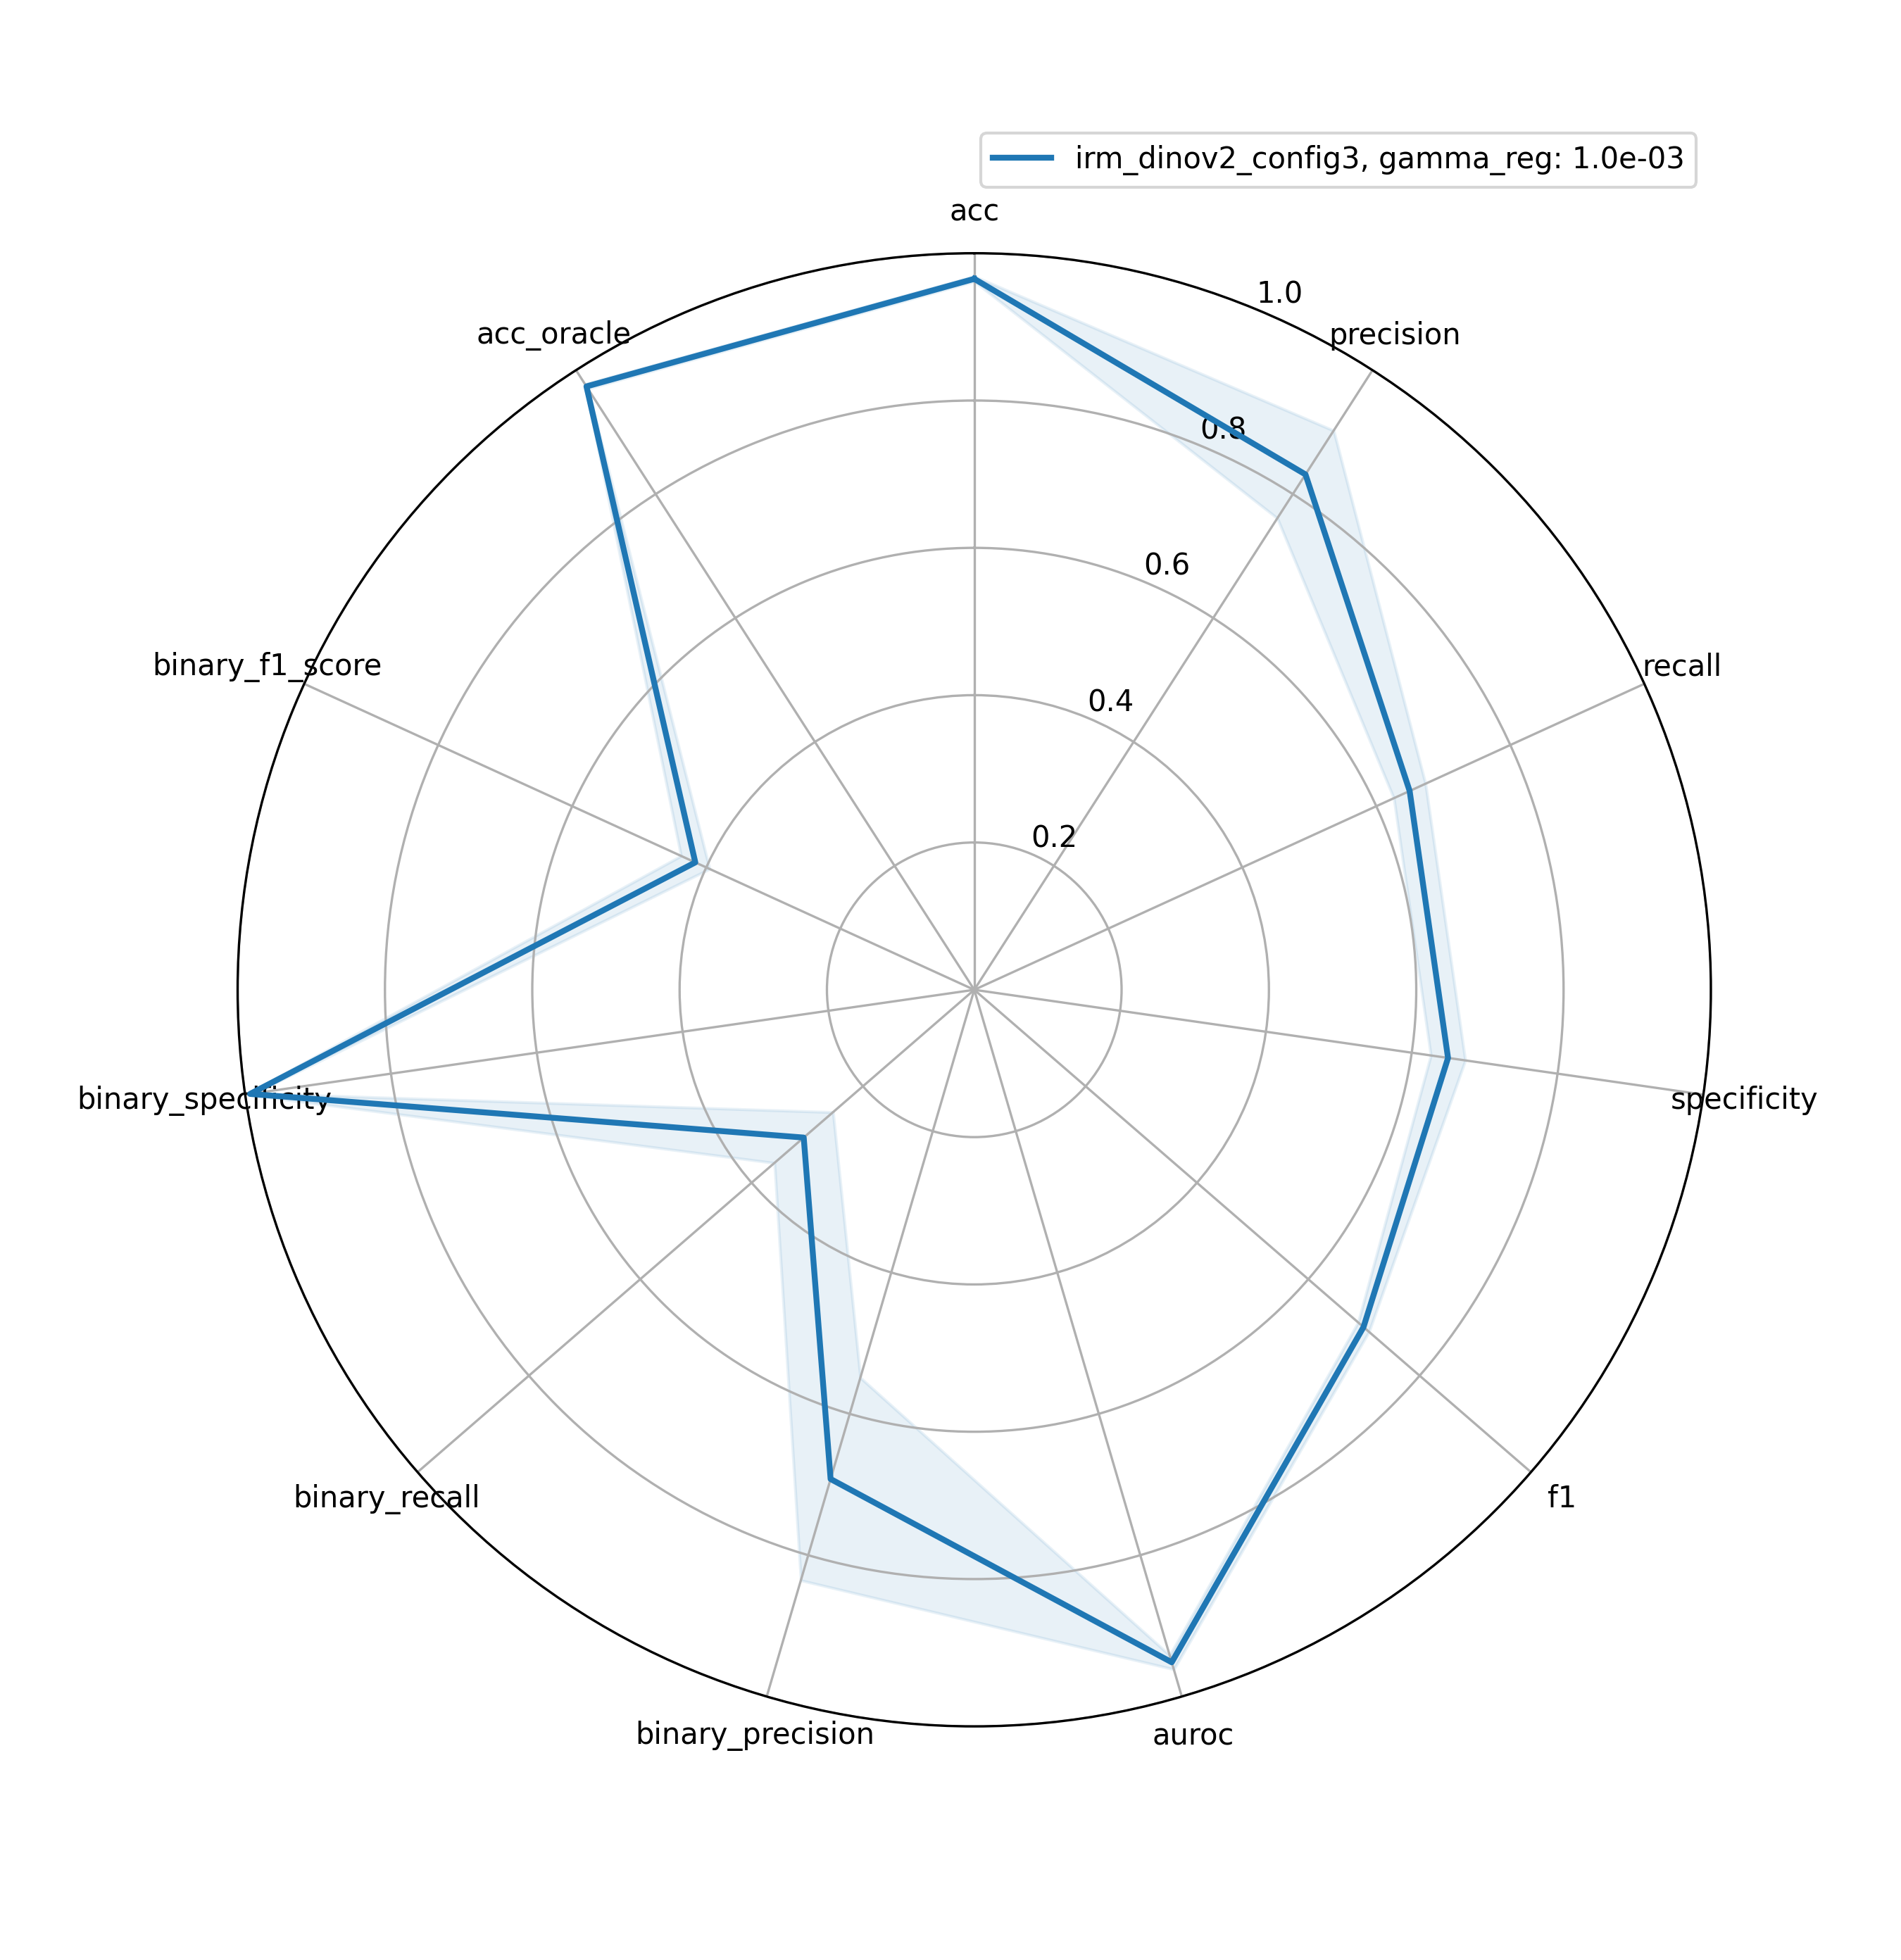 irm_dinov2_config3, gamma_reg: 1.0e-03
acc
1.0
acc_oracle
precision
0.8
0.6
binary_f1_score
recall
0.4
0.2
binary_specificity
specificity
binary_recall
f1
binary_precision
auroc